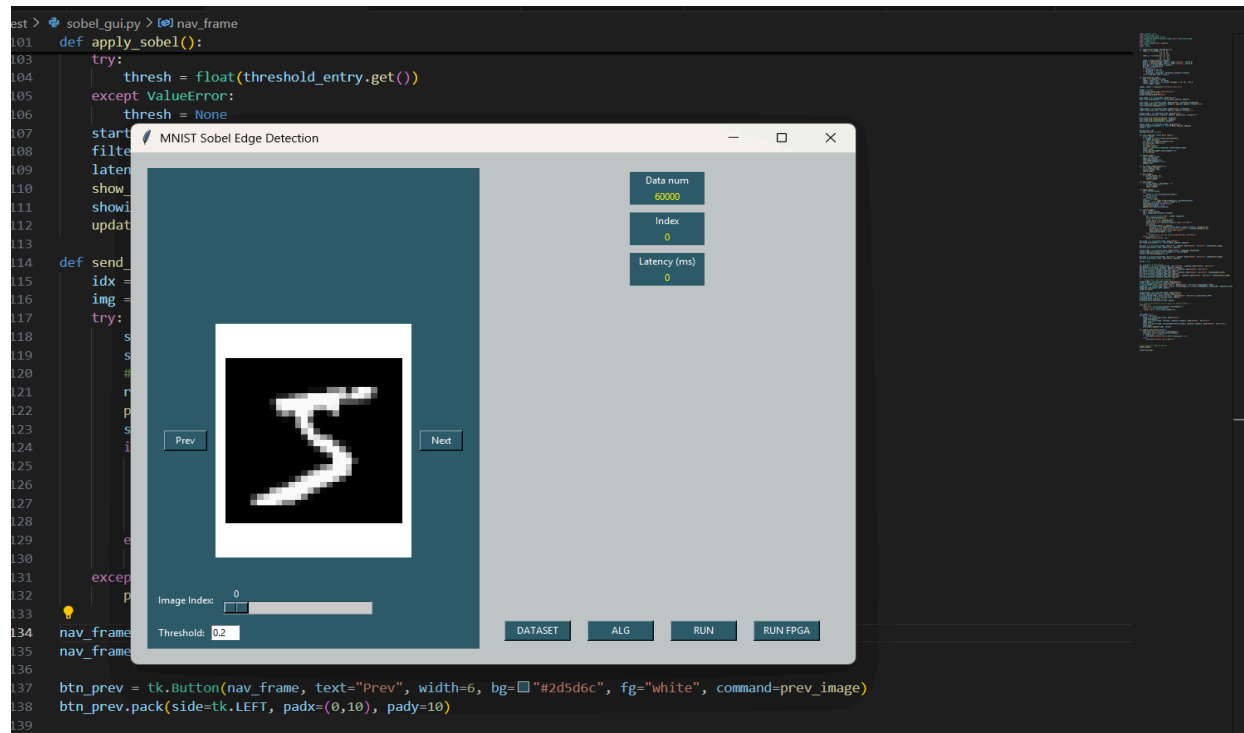 est > sobel_gui.py > nav_frame
101 def apply_sobel():
103 try:
104 thresh = float(threshold_entry.get())
105 except ValueError:
106 thresh = None
107 start
108 filte
109 laten
110 show_
111 showi
112 updat
113
114 def send_
115 idx =
116 img =
117 try:
118 s
119 s
120 #
121 r
122 p
123 s
124 i
125
126
127
128
129 e
130
131 excep
132 p
133
134 nav_frame
135 nav_frame
136
137 btn_prev = tk.Button(nav_frame, text="Prev", width=6, bg="#2d5d6c", fg="white", command=prev_image)
138 btn_prev.pack(side=tk.LEFT, padx=(0,10), pady=10)
139
MNIST Sobel Edge Detection
Data num
60000
Index
0
Latency (ms)
0
Prev
5
Next
Image Index:
0
Threshold: 0.2
DATASET
ALG
RUN
RUN FPGA